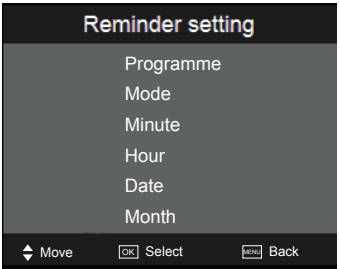 Reminder setting
Programme
Mode
Minute
Hour
Date
Month
Move OK Select MENU Back